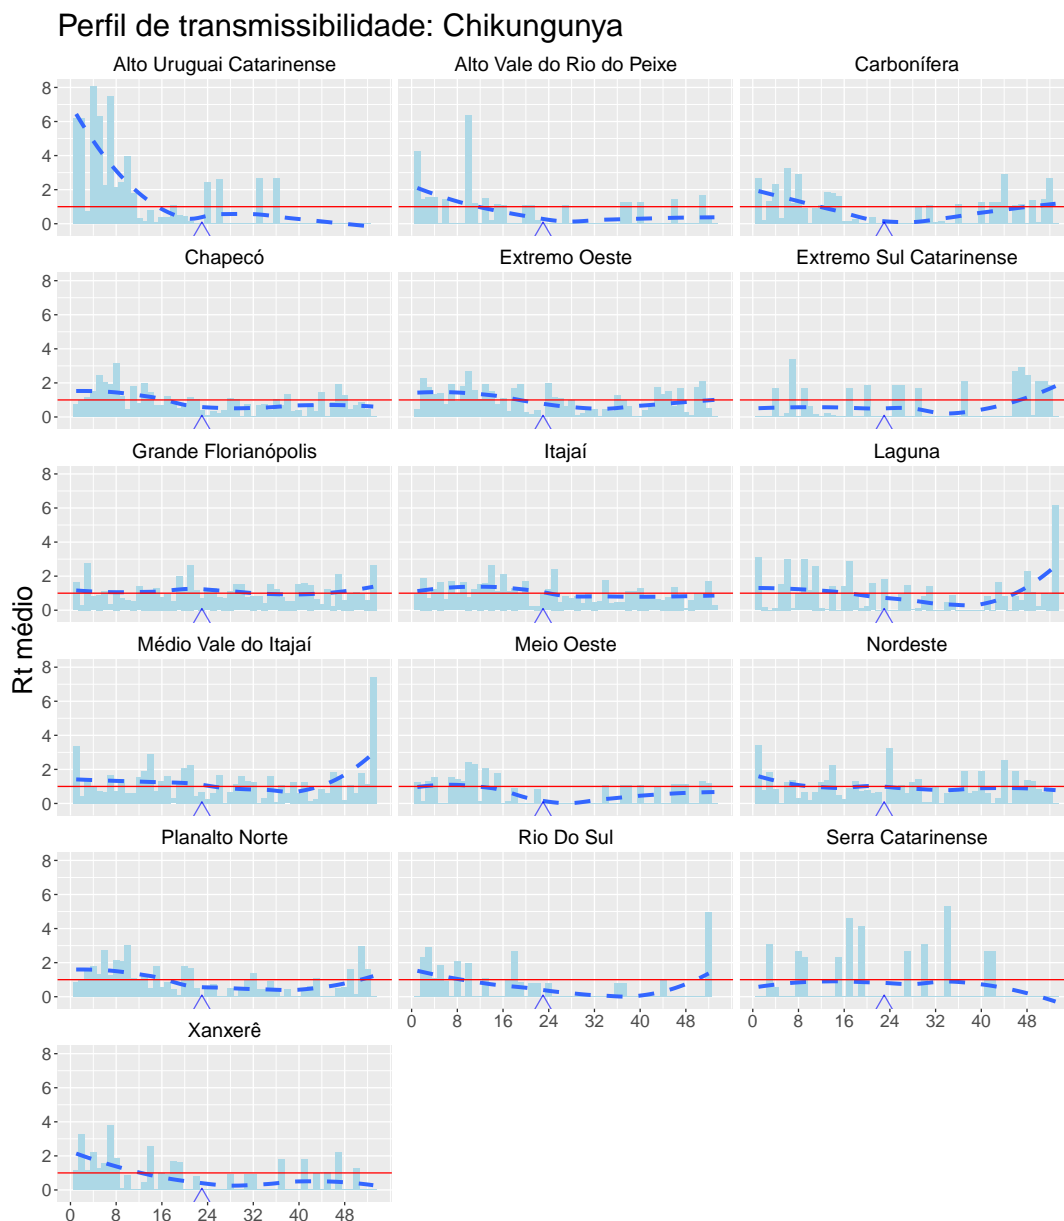 Perfil de transmissibilidade: Chikungunya
Alto Uruguai Catarinense
Alto Vale do Rio do Peixe
Carbonífera
8
6
4
2
0
Chapecó
Extremo Oeste
Extremo Sul Catarinense
8
6
4
2
0
Grande Florianópolis
Itajaí
Laguna
8
6
4
2
0
Rt médio
Médio Vale do Itajaí
Meio Oeste
Nordeste
8
6
4
2
0
Planalto Norte
Rio Do Sul
Serra Catarinense
8
6
4
2
0
0 8 16 24 32 40 48
0 8 16 24 32 40 48
Xanxerê
8
6
4
2
0
0 8 16 24 32 40 48